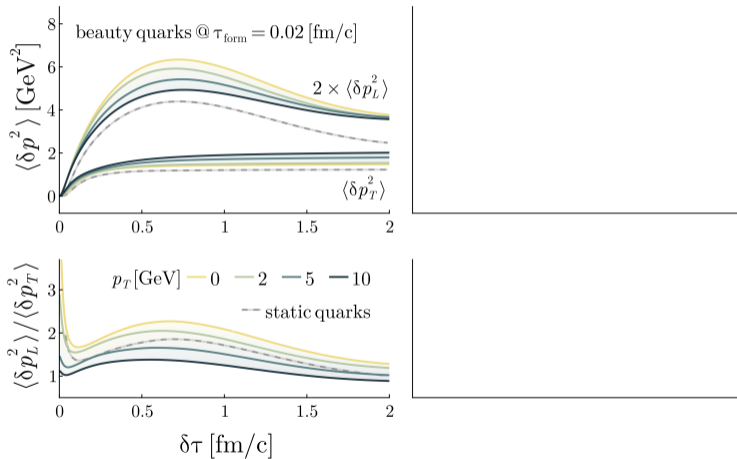 beauty quarks @ τ_form = 0.02 [fm/c]
⟨δp²⟩ [GeV²]
8
6
4
2
0
2 × ⟨δp_L²⟩
⟨δp_T²⟩
0 0.5 1 1.5 2
⟨δp_L²⟩/⟨δp_T²⟩
3
2
1
p_T [GeV] 0 2 5 10
static quarks
0 0.5 1 1.5 2
δτ [fm/c]